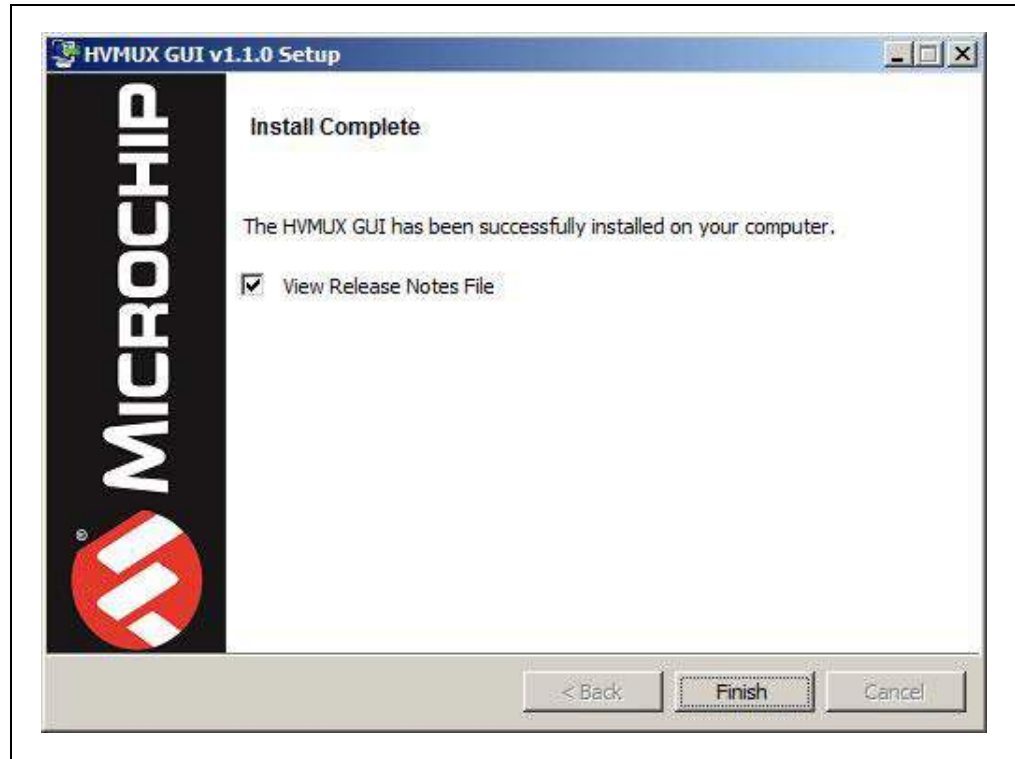 HVMUX GUI v1.1.0 Setup
MICROCHIP
®
Install Complete
The HVMUX GUI has been successfully installed on your computer.
View Release Notes File
< Back
Finish
Cancel